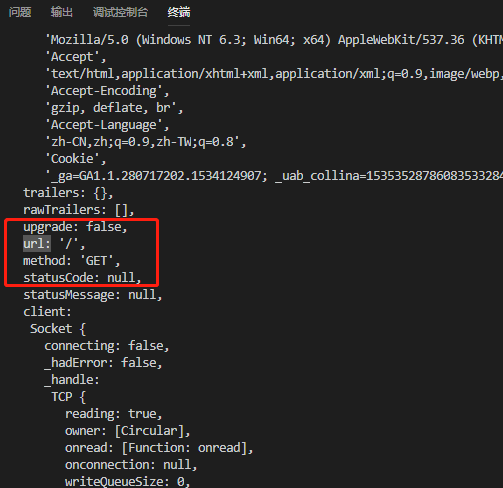 问题 输出 调试控制台 终端
'Mozilla/5.0 (Windows NT 6.3; Win64; x64) AppleWebKit/537.36 (KHTM
'Accept',
'text/html,application/xhtml+xml,application/xml;q=0.9,image/webp,
'Accept-Encoding',
'gzip, deflate, br',
'Accept-Language',
'zh-CN,zh;q=0.9,zh-TW;q=0.8',
'Cookie',
'_ga=GA1.1.280717202.1534124907; _uab_collina=15353528786083533284
trailers: {},
rawTrailers: [],
upgrade: false,
url: '/',
method: 'GET',
statusCode: null,
statusMessage: null,
client:
Socket {
connecting: false,
_hadError: false,
_handle:
TCP {
reading: true,
owner: [Circular],
onread: [Function: onread],
onconnection: null,
writeQueueSize: 0,